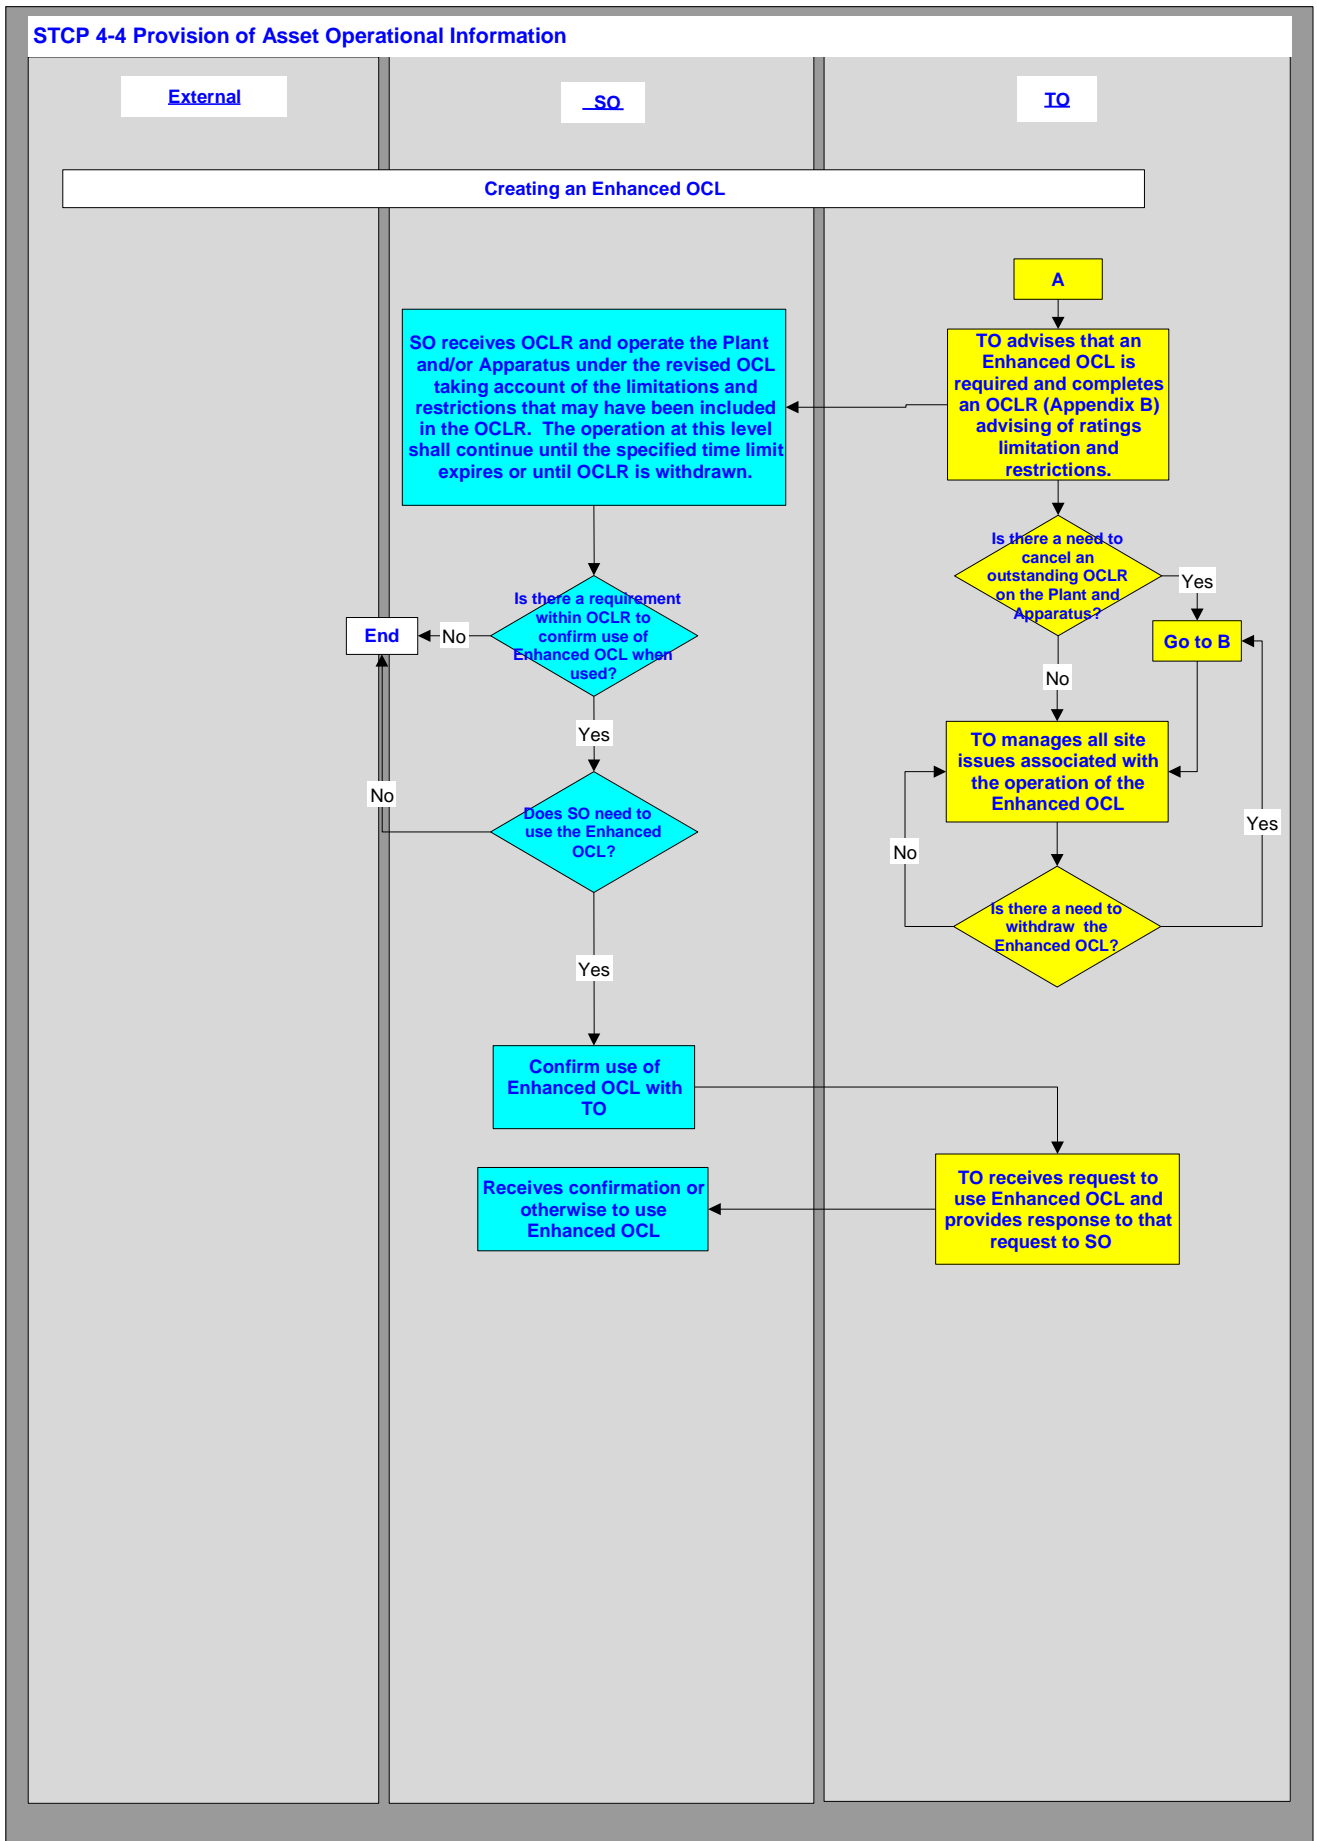 STCP 4-4 Provision of Asset Operational Information
External
SO
TO
Creating an Enhanced OCL
A
TO advises that an
Enhanced OCL is
required and completes
an OCLR (Appendix B)
advising of ratings
limitation and
restrictions.
SO receives OCLR and operate the Plant
and/or Apparatus under the revised OCL
taking account of the limitations and
restrictions that may have been included
in the OCLR. The operation at this level
shall continue until the specified time limit
expires or until OCLR is withdrawn.
Is there a need to
cancel an
outstanding OCLR
on the Plant and
Apparatus?
Yes
Go to B
No
Is there a requirement
within OCLR to
confirm use of
Enhanced OCL when
used?
No
End
Yes
TO manages all site
issues associated with
the operation of the
Enhanced OCL
No
Does SO need to
use the Enhanced
OCL?
No
Yes
Is there a need to
withdraw the
Enhanced OCL?
Yes
Confirm use of
Enhanced OCL with
TO
TO receives request to
use Enhanced OCL and
provides response to that
request to SO
Receives confirmation or
otherwise to use
Enhanced OCL